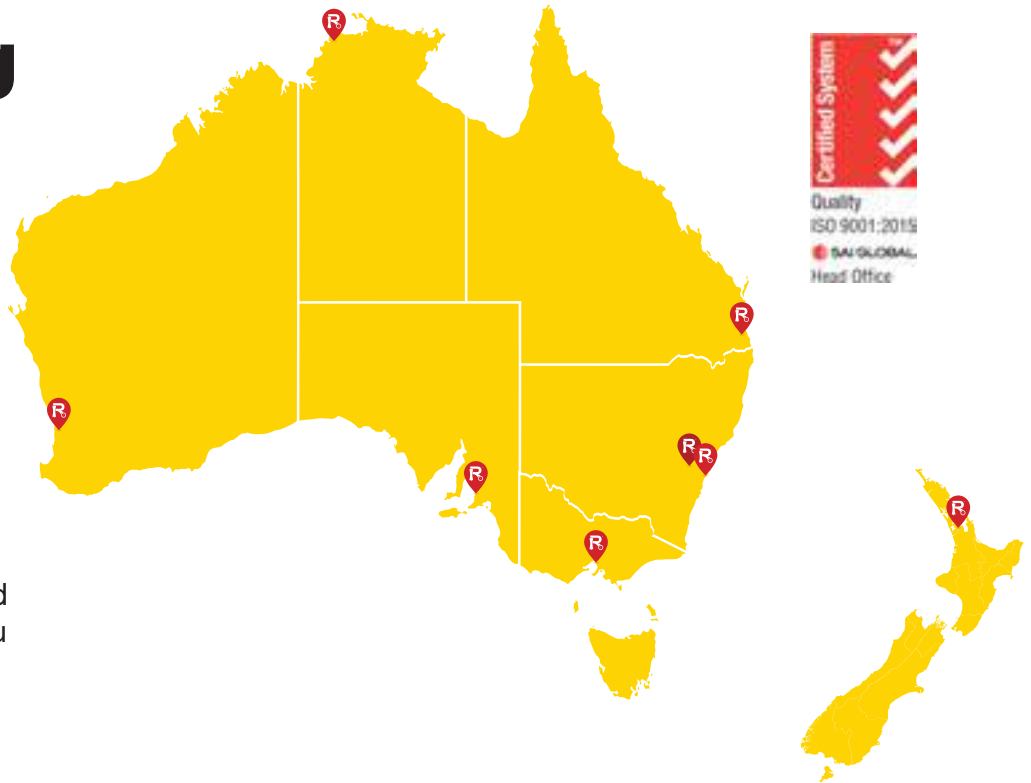 Certified System
Quality
ISO 9001:2015
SAI GLOBAL
Head Office
R
R
R
R
R
R
R
R
d
u